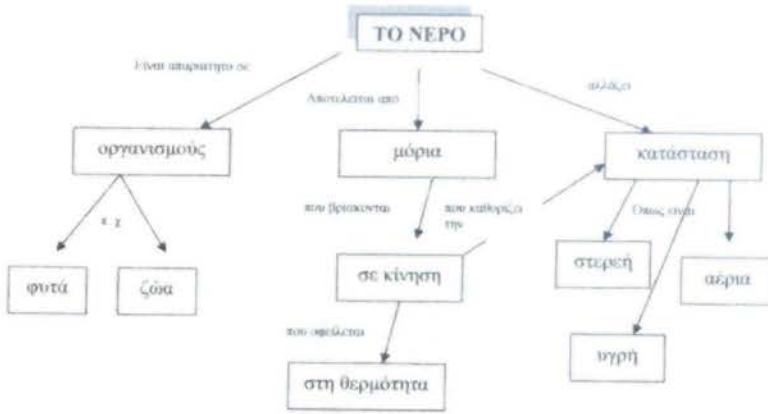 ΤΟ ΝΕΡΟ
Είναι απαραίτητο σε
Αποτελείται από
αλλάζει
οργανισμούς
μόρια
κατάσταση
π.χ
που βρίσκονται
που καθορίζει
την
Όπως είναι
φυτά
ζώα
σε κίνηση
στερεή
αέρια
που οφείλεται
υγρή
στη θερμότητα